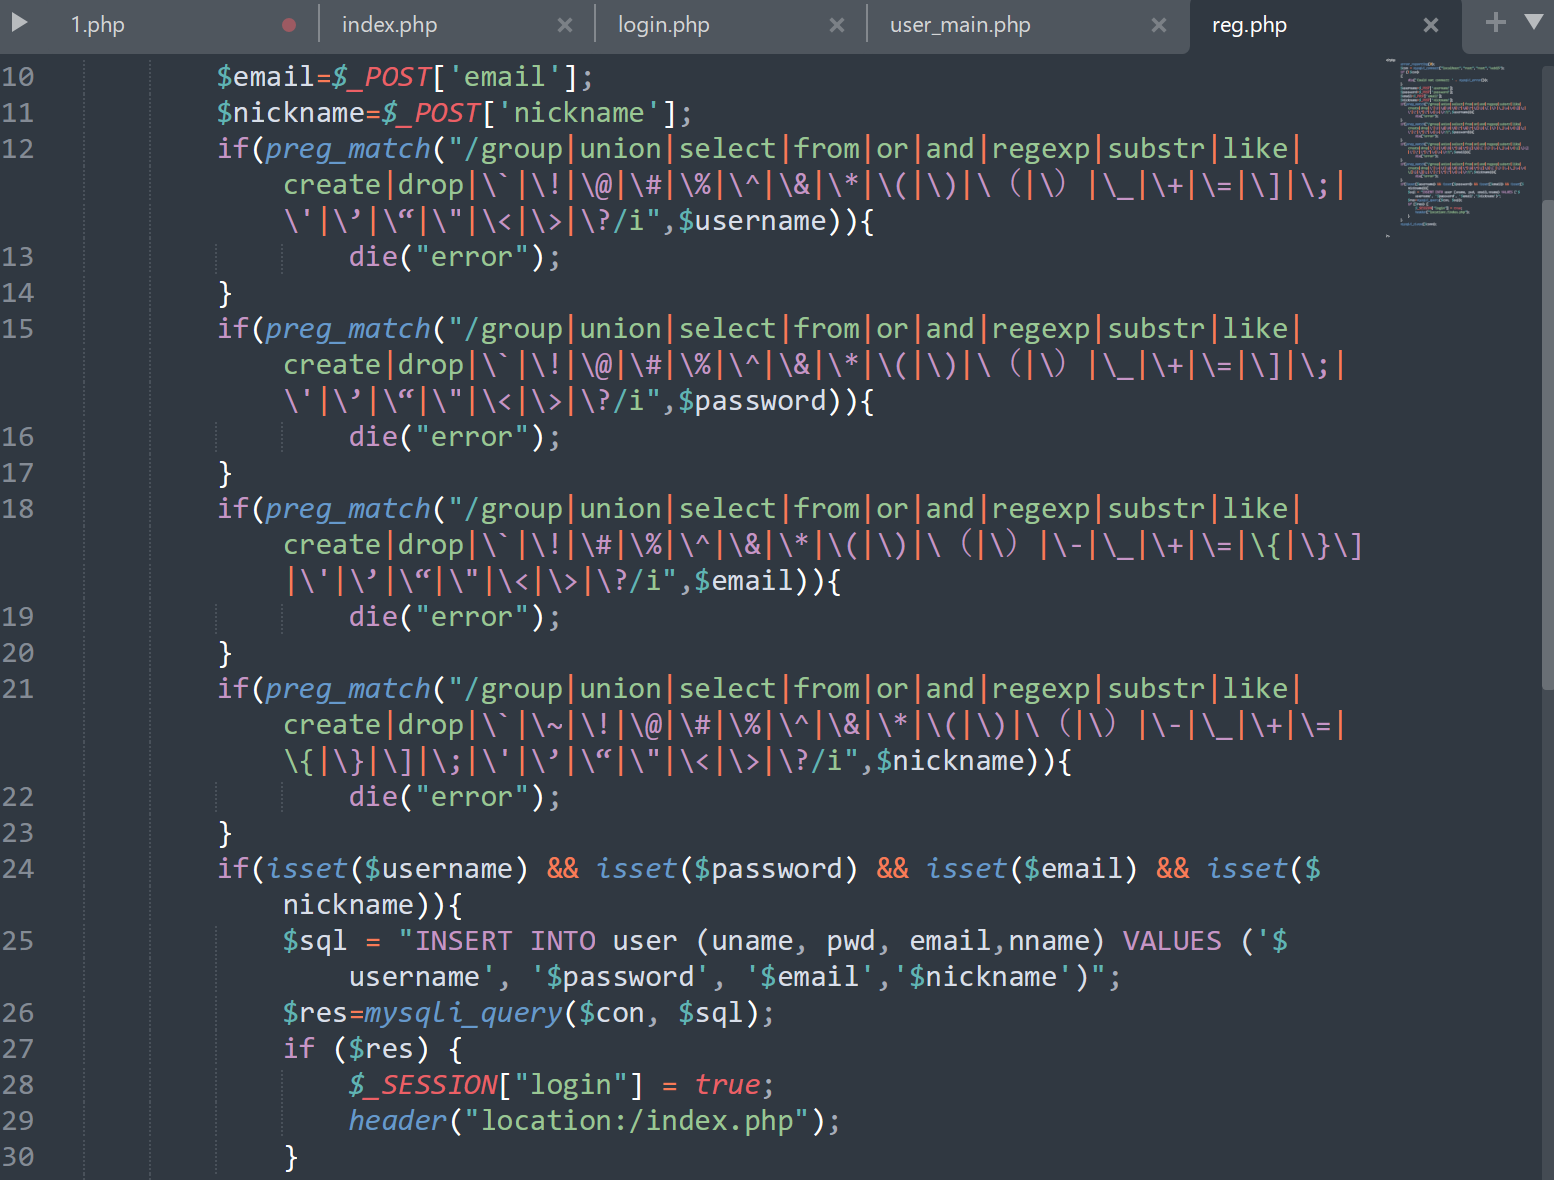 1.php index.php login.php user_main.php reg.php
10 $email=$_POST['email'];
11 $nickname=$_POST['nickname'];
12 if(preg_match("/group|union|select|from|or|and|regexp|substr|like|
create|drop|\`|\!|\@|\#|\%|\^|\&|\*|\(|\)|\（|\）|\_|\+|\=|\]|\;|
\'|\’|\“|\"|\<|\>|\?/i",$username)){
13 die("error");
14 }
15 if(preg_match("/group|union|select|from|or|and|regexp|substr|like|
create|drop|\`|\!|\@|\#|\%|\^|\&|\*|\(|\)|\（|\）|\_|\+|\=|\]|\;|
\'|\’|\“|\"|\<|\>|\?/i",$password)){
16 die("error");
17 }
18 if(preg_match("/group|union|select|from|or|and|regexp|substr|like|
create|drop|\`|\!|\#|\%|\^|\&|\*|\(|\)|\（|\）|\-|\_|\+|\=|\{|\}\]
|\'|\’|\“|\"|\<|\>|\?/i",$email)){
19 die("error");
20 }
21 if(preg_match("/group|union|select|from|or|and|regexp|substr|like|
create|drop|\`|\~|\!|\@|\#|\%|\^|\&|\*|\(|\)|\（|\）|\-|\_|\+|\=|
\{|\}|\]|\;|\'|\’|\“|\"|\<|\>|\?/i",$nickname)){
22 die("error");
23 }
24 if(isset($username) && isset($password) && isset($email) && isset($
nickname)){
25 $sql = "INSERT INTO user (uname, pwd, email,nname) VALUES ('$
username', '$password', '$email','$nickname')";
26 $res=mysqli_query($con, $sql);
27 if ($res) {
28 $_SESSION["login"] = true;
29 header("location:/index.php");
30 }